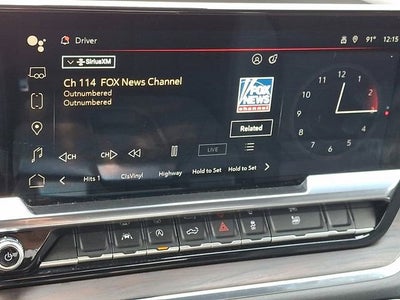 Driver
91° 12:15
SiriusXM
Ch 114 FOX News Channel
Outnumbered
Outnumbered
FOX
NEWS
channel
Related
12
1
2
3
4
5
6
7
8
9
10
11
CH
CH
LIVE
Hits 1 ClsVinyl Highway Hold to Set Hold to Set